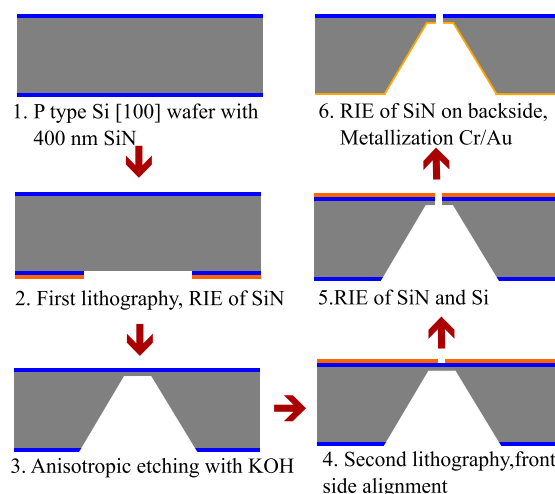 1. P type Si [100] wafer with
400 nm SiN
2. First lithography, RIE of SiN
3. Anisotropic etching with KOH
4. Second lithography,front
side alignment
5.RIE of SiN and Si
6. RIE of SiN on backside,
Metallization Cr/Au